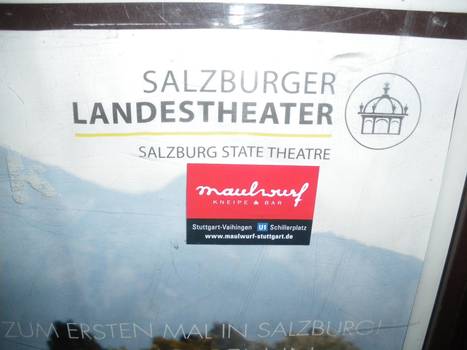 SALZBURGER
LANDESTHEATER
SALZBURG STATE THEATRE
maulwurf
KNEIPE & BAR
Stuttgart-Vaihingen U1 Schillerplatz
www.maulwurf-stuttgart.de
ZUM ERSTEN MAL IN SALZBURG!